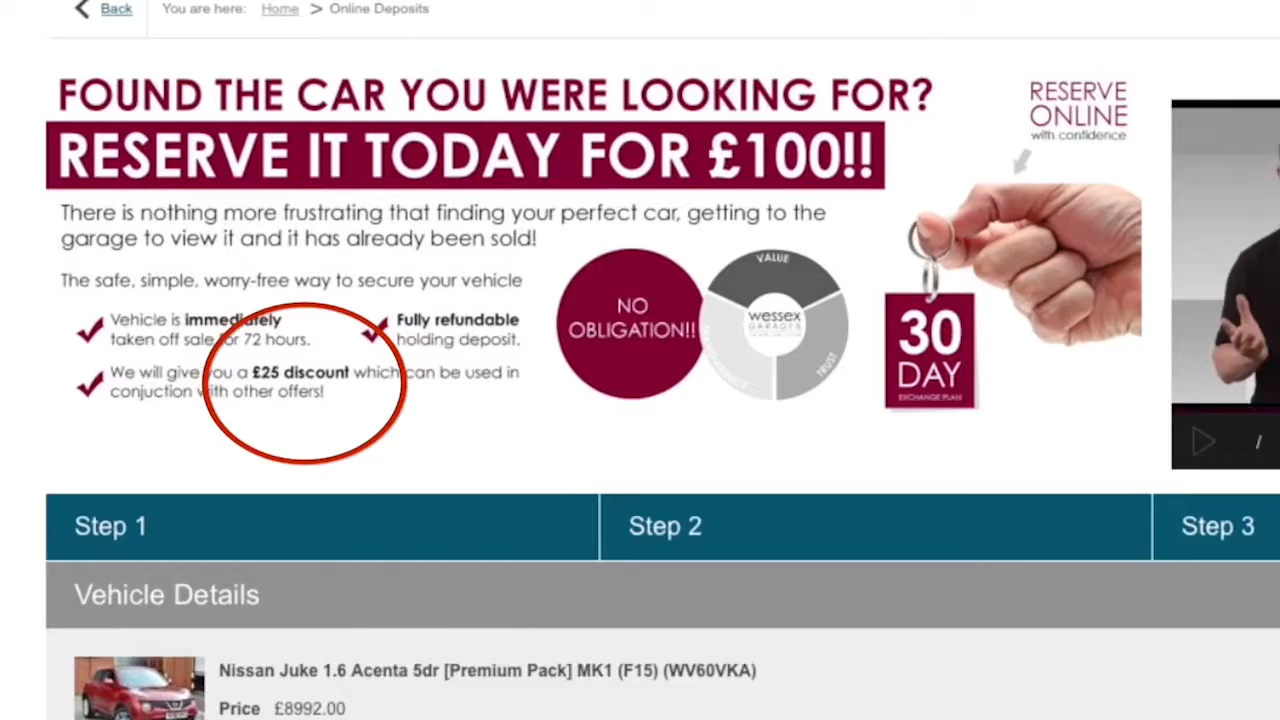 Back You are here: Home > Online Deposits
FOUND THE CAR YOU WERE LOOKING FOR?
RESERVE IT TODAY FOR £100!!
RESERVE
ONLINE
with confidence
There is nothing more frustrating that finding your perfect car, getting to the
garage to view it and it has already been sold!
The safe, simple, worry-free way to secure your vehicle
Vehicle is immediately
taken off sale for 72 hours.
Fully refundable
holding deposit.
We will give you a £25 discount which can be used in
conjuction with other offers!
NO
OBLIGATION!!
VALUE
wessex
GARAGES
TRUST
30
DAY
EXCHANGE PLAN
/
Step 1 Step 2 Step 3
Vehicle Details
Nissan Juke 1.6 Acenta 5dr [Premium Pack] MK1 (F15) (WV60VKA)
Price £8992.00